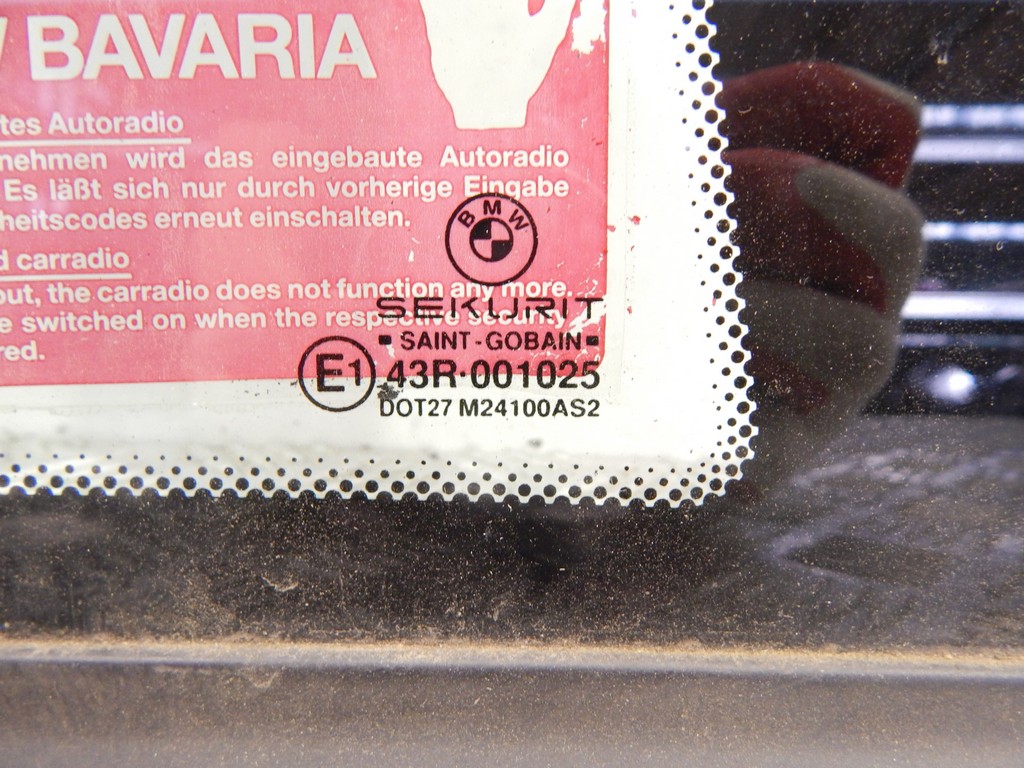 BAVARIA
tes Autoradio
nehmen wird das eingebaute Autoradio
Es läßt sich nur durch vorherige Eingabe
heitscodes erneut einschalten.
d carradio
out, the carradio does not function any more.
e switched on when the respective security
red.
BMW
SEKURIT
SAINT-GOBAIN
E1 43R-001025
DOT27 M24100AS2